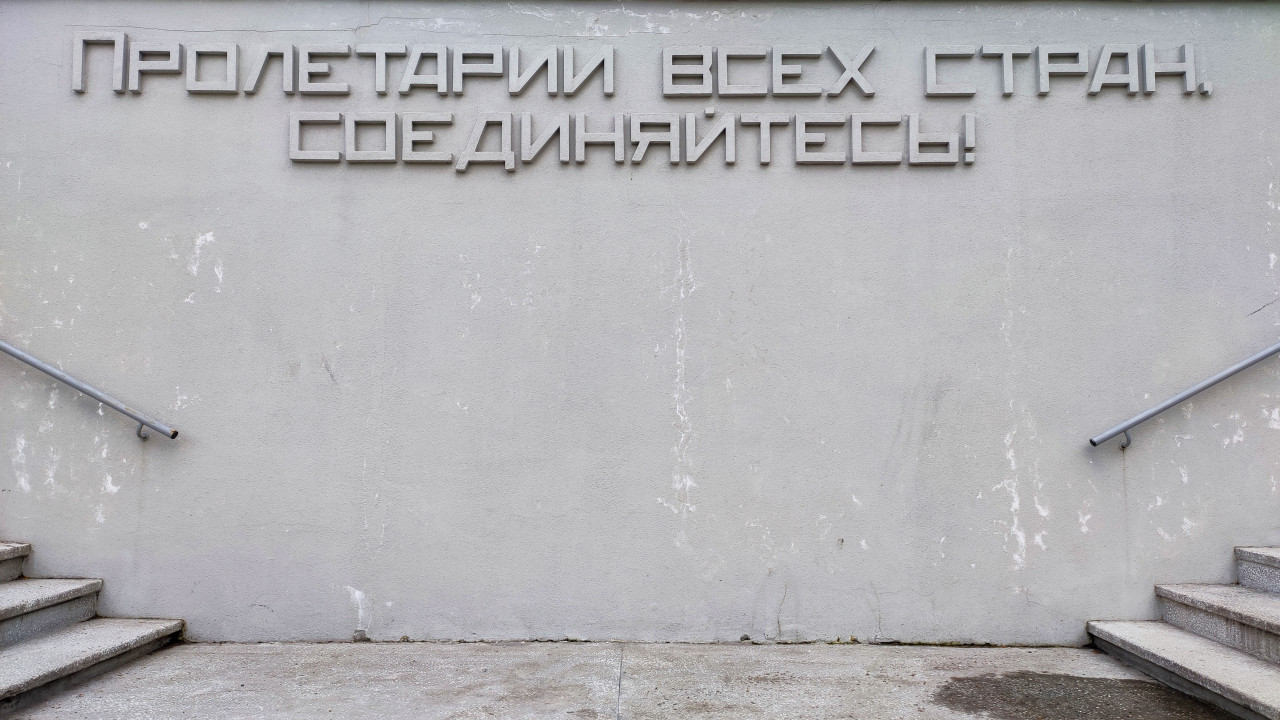 Пролетарии всех стран,
соединяйтесь!